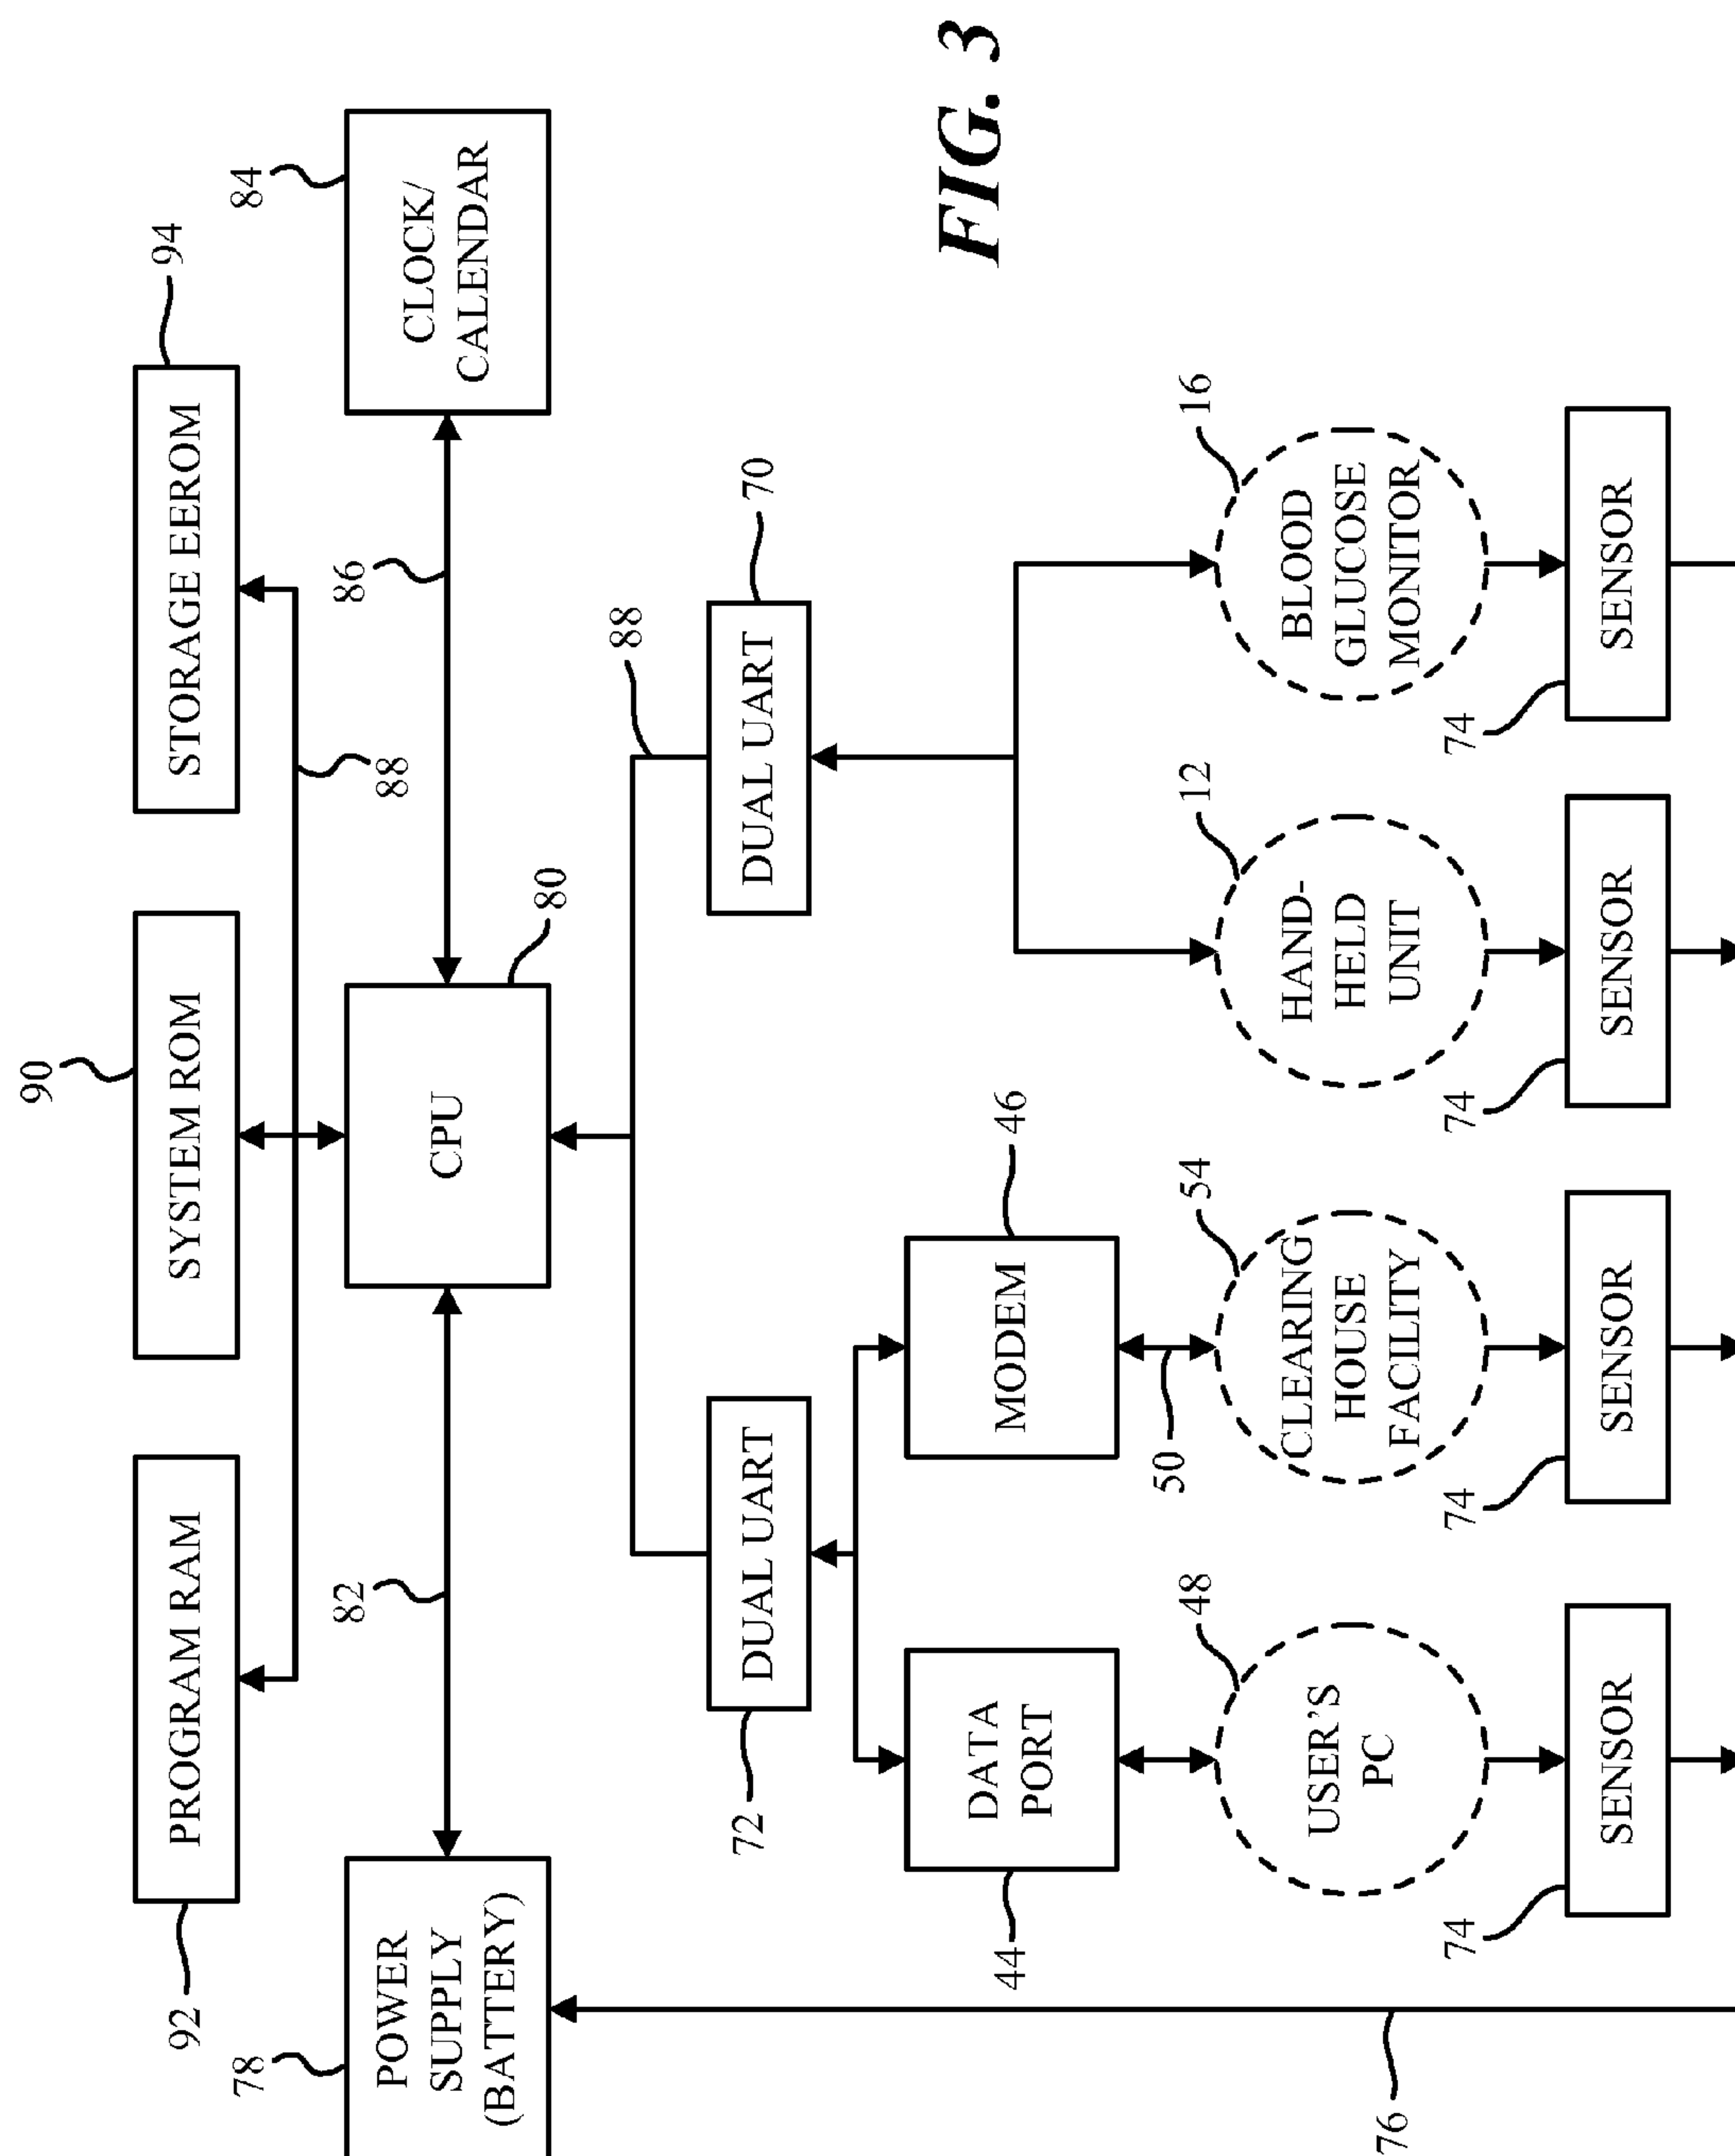 90
92
PROGRAM RAM
SYSTEM ROM
STORAGE EEROM
94
88
78
POWER
SUPPLY
(BATTERY)
82
CPU
80
86
84
CLOCK/
CALENDAR
88
72
DUAL UART
DUAL UART
70
44
DATA
PORT
MODEM
46
FIG. 3
50
48
USER'S
PC
54
CLEARING
HOUSE
FACILITY
12
HAND-
HELD
UNIT
16
BLOOD
GLUCOSE
MONITOR
76
74
SENSOR
74
SENSOR
74
SENSOR
74
SENSOR